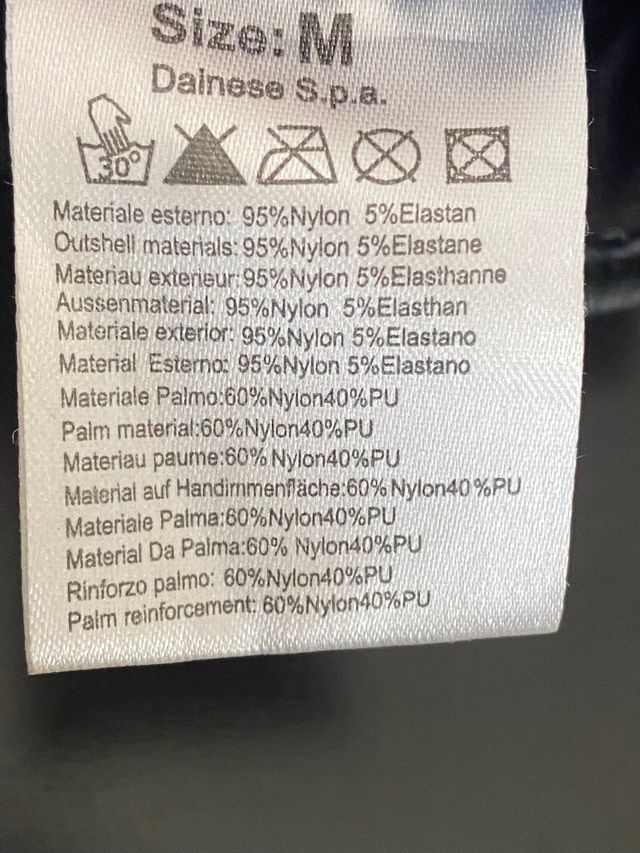 Size: M
Dainese S.p.a.
30°
Materiale esterno: 95%Nylon 5%Elastan
Outshell materials: 95%Nylon 5%Elastane
Materiau exterieur: 95%Nylon 5%Elasthanne
Aussenmaterial: 95%Nylon 5%Elasthan
Materiale exterior: 95%Nylon 5%Elastano
Material Esterno: 95%Nylon 5%Elastano
Materiale Palmo:60%Nylon40%PU
Palm material:60%Nylon40%PU
Materiau paume:60%Nylon40%PU
Material auf Handirnmenfläche:60%Nylon40%PU
Materiale Palma:60%Nylon40%PU
Material Da Palma:60% Nylon40%PU
Rinforzo palmo: 60%Nylon40%PU
Palm reinforcement: 60%Nylon40%PU